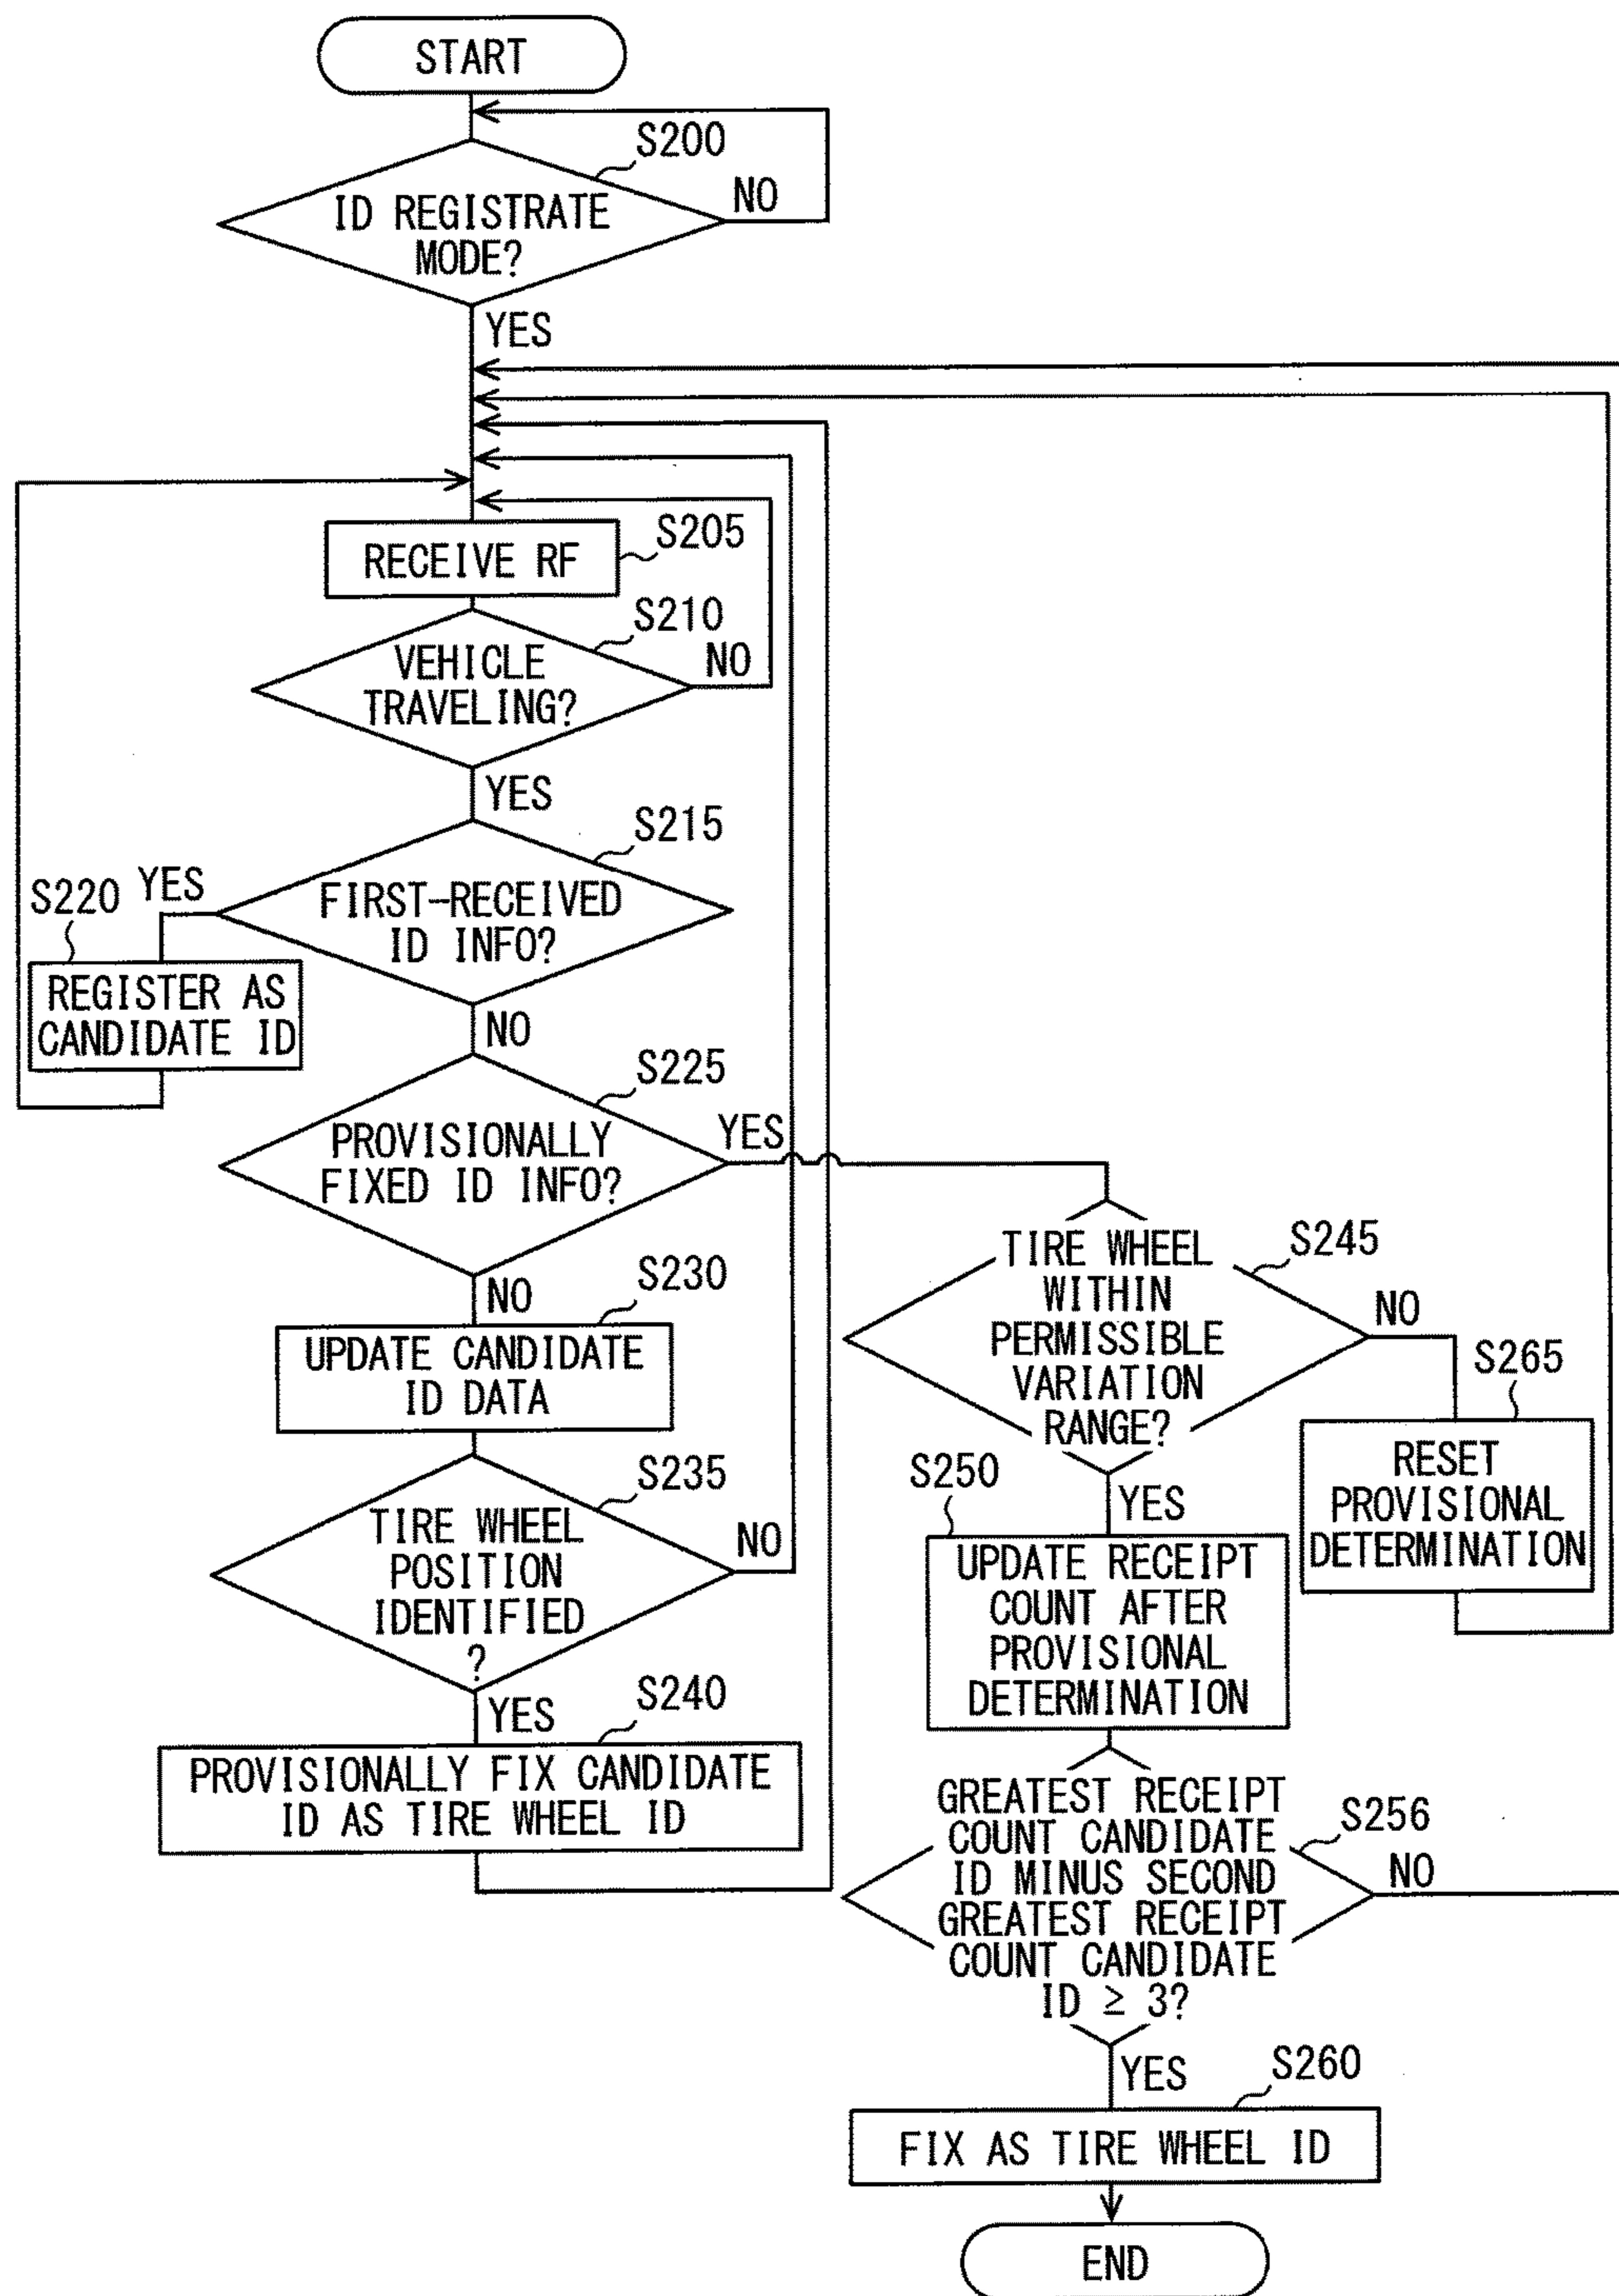 START
S200
ID REGISTRATE
MODE?
NO
YES
RECEIVE RF
S205
S210
VEHICLE
TRAVELING?
NO
YES
S215
FIRST-RECEIVED
ID INFO?
YES
S220
REGISTER AS
CANDIDATE ID
NO
S225
PROVISIONALLY
FIXED ID INFO?
YES
NO
S230
UPDATE CANDIDATE
ID DATA
S235
TIRE WHEEL
POSITION
IDENTIFIED
?
NO
YES
S240
PROVISIONALLY FIX CANDIDATE
ID AS TIRE WHEEL ID
S245
TIRE WHEEL
WITHIN
PERMISSIBLE
VARIATION
RANGE?
NO
S265
RESET
PROVISIONAL
DETERMINATION
YES
S250
UPDATE RECEIPT
COUNT AFTER
PROVISIONAL
DETERMINATION
S256
GREATEST RECEIPT
COUNT CANDIDATE
ID MINUS SECOND
GREATEST RECEIPT
COUNT CANDIDATE
ID ≥ 3?
NO
YES
S260
FIX AS TIRE WHEEL ID
END